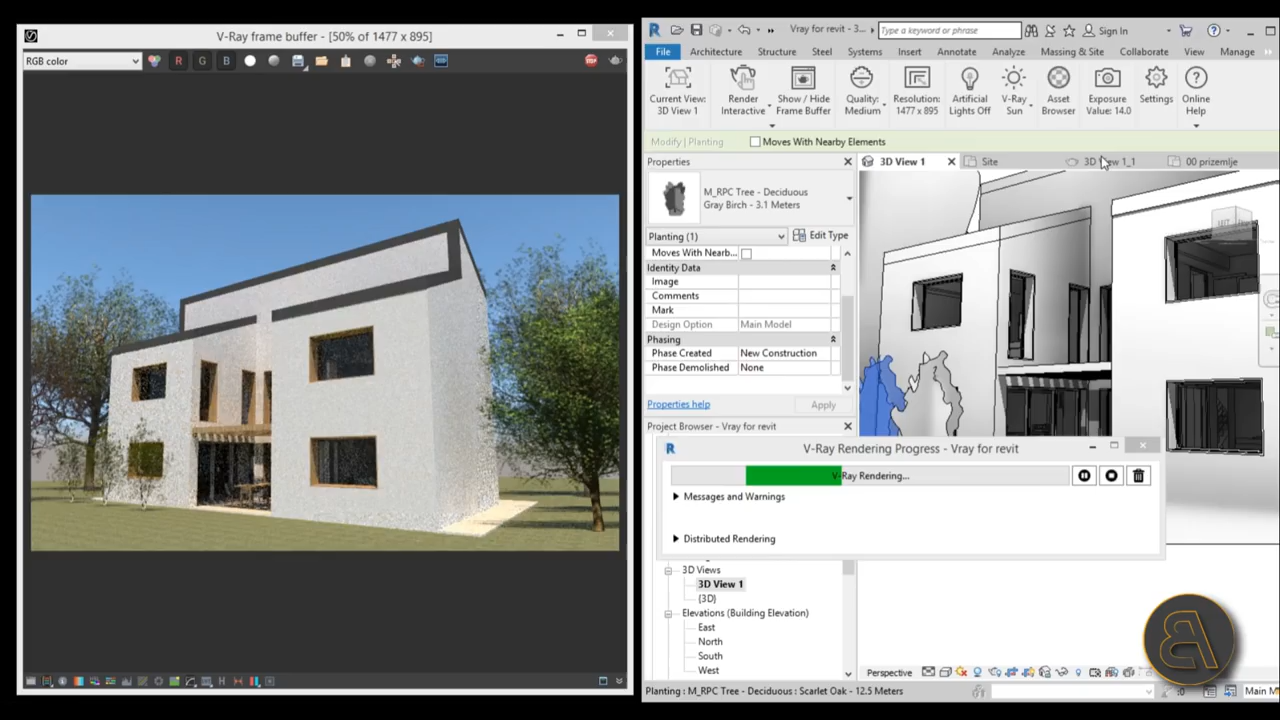 V-Ray frame buffer - [50% of 1477 x 895]
RGB color
R
G
B
STOP
R
Vray for revit - 3...
Type a keyword or phrase
Sign In
File
Architecture
Structure
Steel
Systems
Insert
Annotate
Analyze
Massing & Site
Collaborate
View
Manage
Current View:
3D View 1
Render
Interactive
Show / Hide
Frame Buffer
Quality:
Medium
Resolution:
1477 x 895
Artificial
Lights Off
V-Ray
Sun
Asset
Browser
Exposure
Value: 14.0
Settings
Online
Help
Modify | Planting
Moves With Nearby Elements
Properties
3D View 1
Site
3D View 1_1
00 prizemlje
M_RPC Tree - Deciduous
Gray Birch - 3.1 Meters
Planting (1)
Edit Type
Moves With Nearb...
Identity Data
Image
Comments
Mark
Design Option
Main Model
Phasing
Phase Created
New Construction
Phase Demolished
None
Properties help
Apply
Project Browser - Vray for revit
R
V-Ray Rendering Progress - Vray for revit
V-Ray Rendering...
Messages and Warnings
Distributed Rendering
3D Views
3D View 1
{3D}
Elevations (Building Elevation)
East
North
South
West
Perspective
Planting : M_RPC Tree - Deciduous : Scarlet Oak - 12.5 Meters
:0
Main M